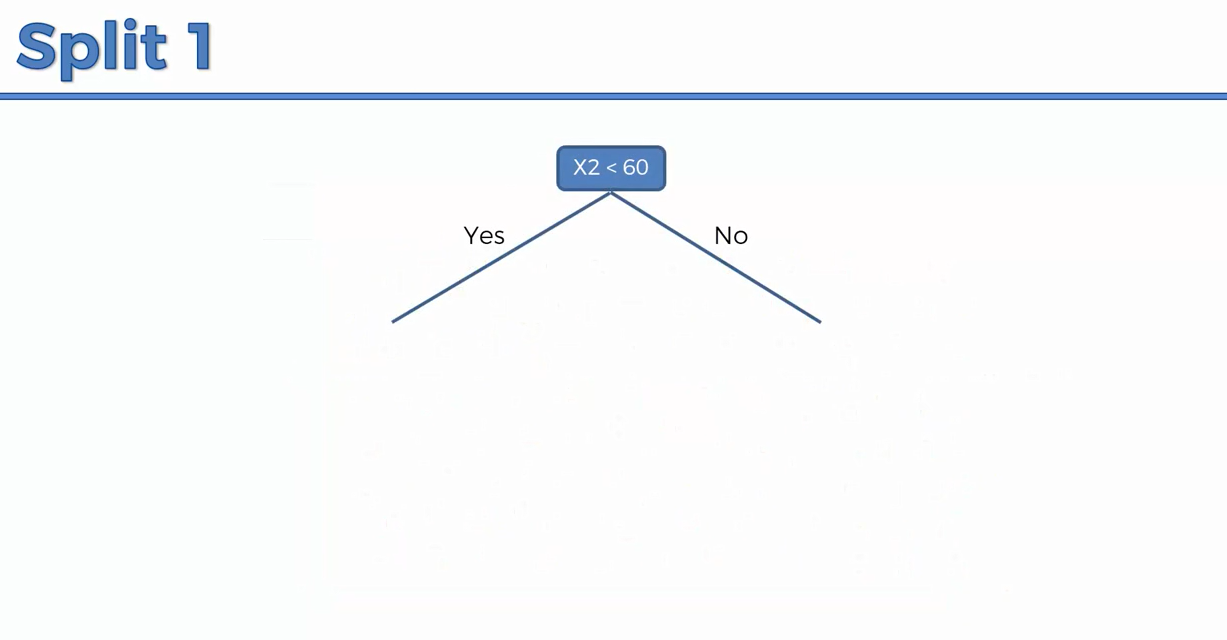 Split 1
X2 < 60
Yes
No